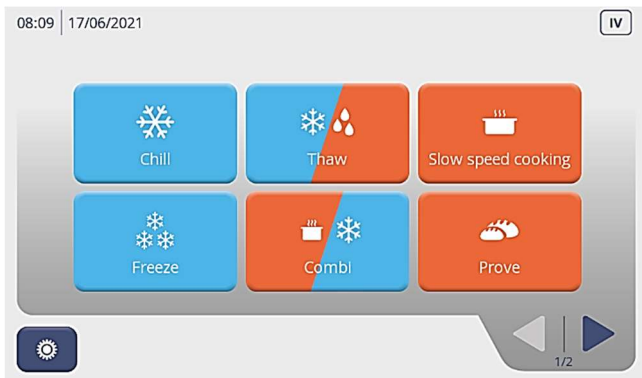 08:09 17/06/2021
IV
Chill
Thaw
Slow speed cooking
Freeze
Combi
Prove
1/2